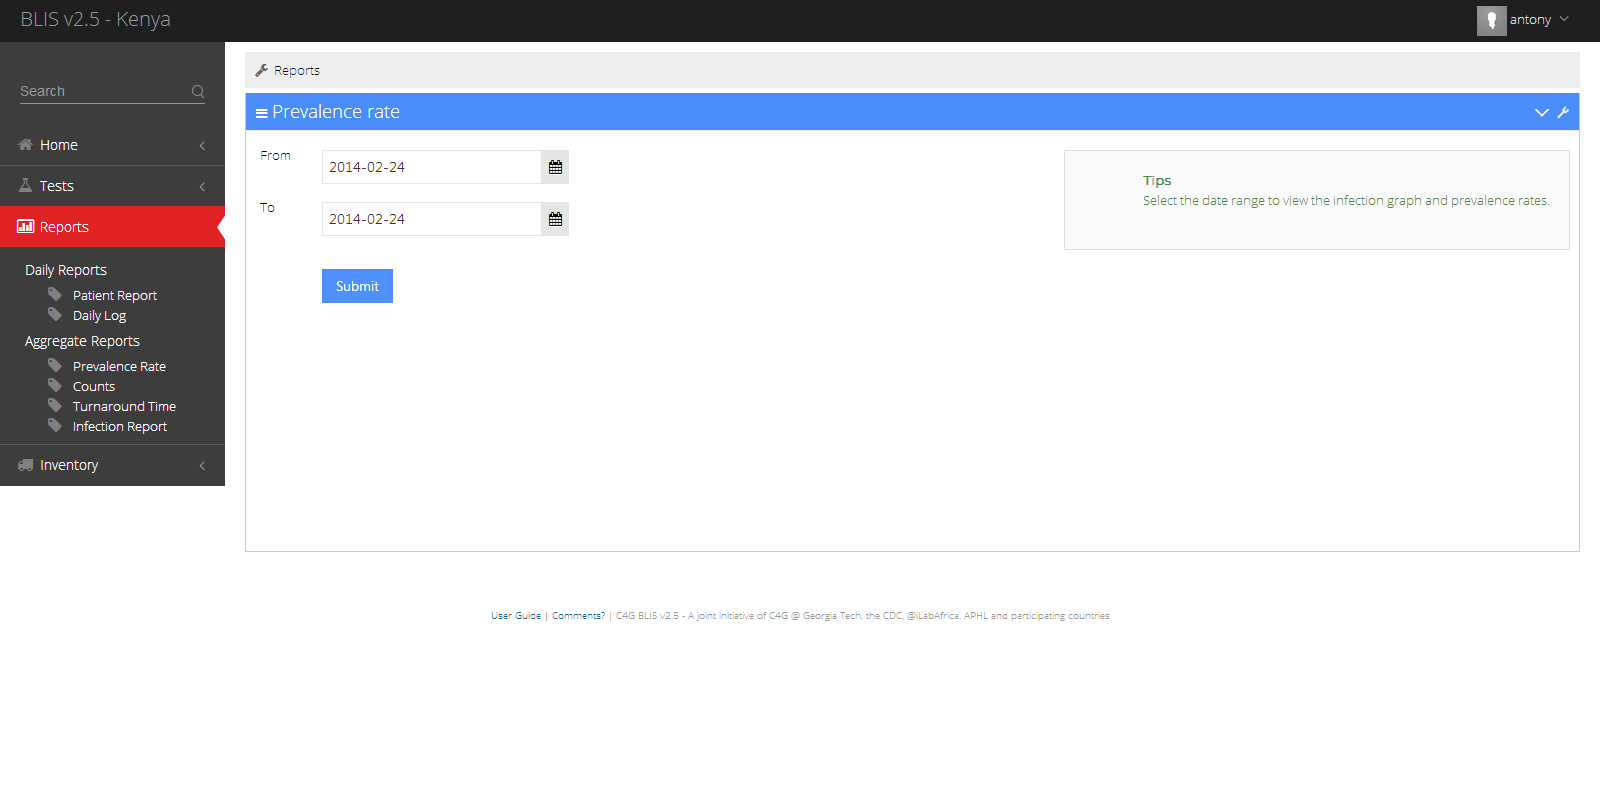 BLIS v2.5 - Kenya
antony
Search
Home
Tests
Reports
Daily Reports
Patient Report
Daily Log
Aggregate Reports
Prevalence Rate
Counts
Turnaround Time
Infection Report
Inventory
Reports
Prevalence rate
From
2014-02-24
To
2014-02-24
Submit
Tips
Select the date range to view the infection graph and prevalence rates.
User Guide | Comments? | C4G BLIS v2.5 - A joint initiative of C4G @ Georgia Tech, the CDC, @iLabAfrica, APHL and participating countries